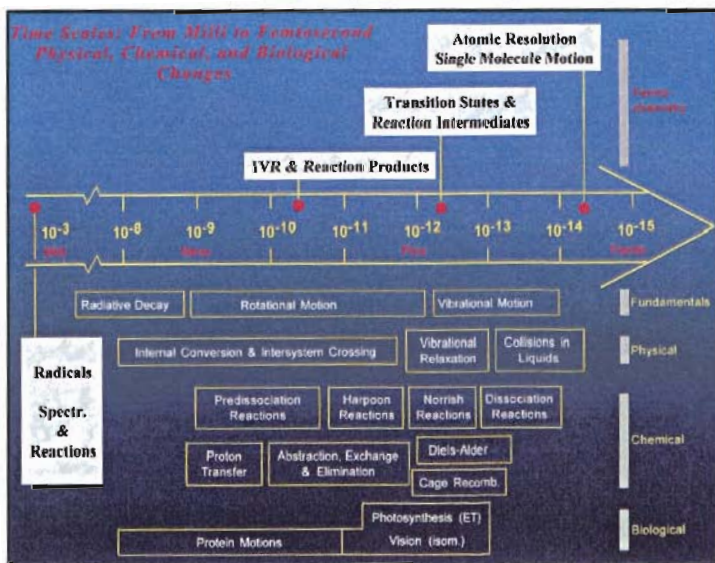 Time Scales: From Milli to Femtosecond
Physical, Chemical, and Biological
Changes
Atomic Resolution
Single Molecule Motion
Transition States &
Reaction Intermediates
IVR & Reaction Products
10-3 10-8 10-9 10-10 10-11 10-12 10-13 10-14 10-15
Milli Nano Pico Femto
Radiative Decay Rotational Motion Vibrational Motion Fundamentals
Internal Conversion & Intersystem Crossing
Vibrational
Relaxation
Collisions in
Liquids
Physical
Radicals
Spectr.
&
Reactions
Predissociation
Reactions
Harpoon
Reactions
Norrish
Reactions
Dissociation
Reactions
Proton
Transfer
Abstraction, Exchange
& Elimination
Diels-Alder
Cage Recomb.
Chemical
Photosynthesis (ET)
Protein Motions Vision (isom.)
Biological